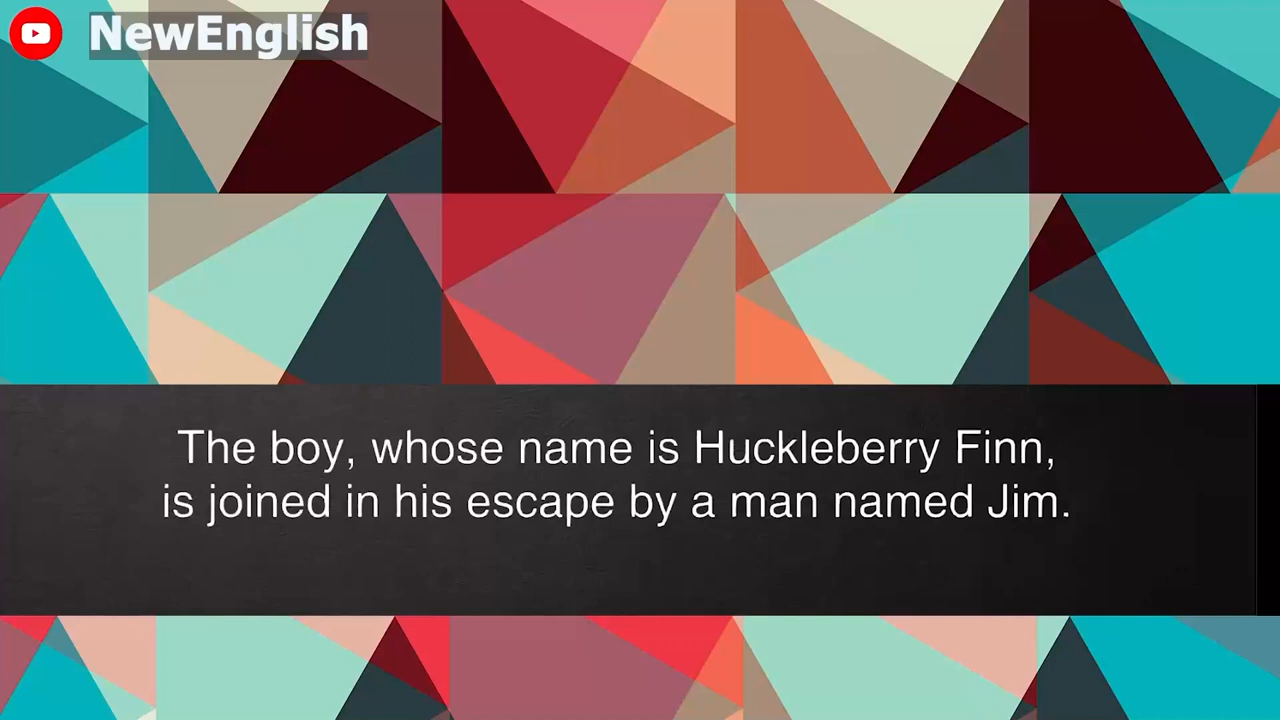 NewEnglish
The boy, whose name is Huckleberry Finn,
is joined in his escape by a man named Jim.